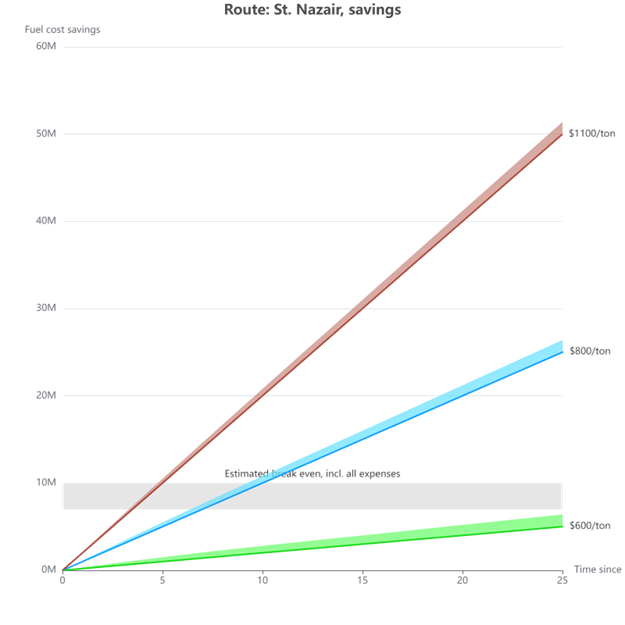 Route: St. Nazair, savings
Fuel cost savings
60M
50M
$1100/ton
40M
30M
$800/ton
20M
Estimated break even, incl. all expenses
10M
$600/ton
0M
Time since
0 5 10 15 20 25